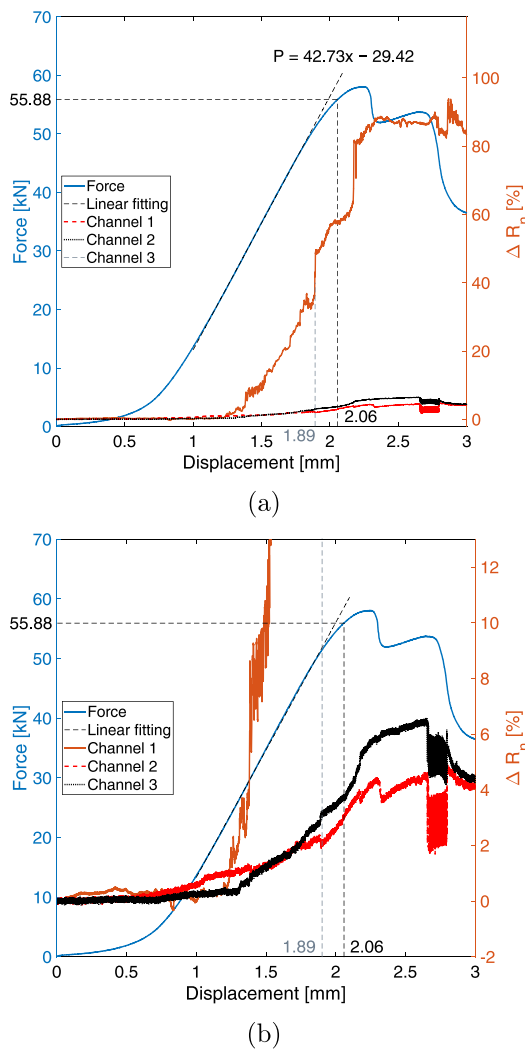 P = 42.73x − 29.42
70
60
55.88
50
40
30
20
10
0
Force [kN]
100
80
60
40
20
0
Δ Rn [%]
Force
Linear fitting
Channel 1
Channel 2
Channel 3
1.89
2.06
0
0.5
1
1.5
2
2.5
3
Displacement [mm]
(a)
70
60
55.88
50
40
30
20
10
0
Force [kN]
12
10
8
6
4
2
0
-2
Δ Rn [%]
Force
Linear fitting
Channel 1
Channel 2
Channel 3
1.89
2.06
0
0.5
1
1.5
2
2.5
3
Displacement [mm]
(b)